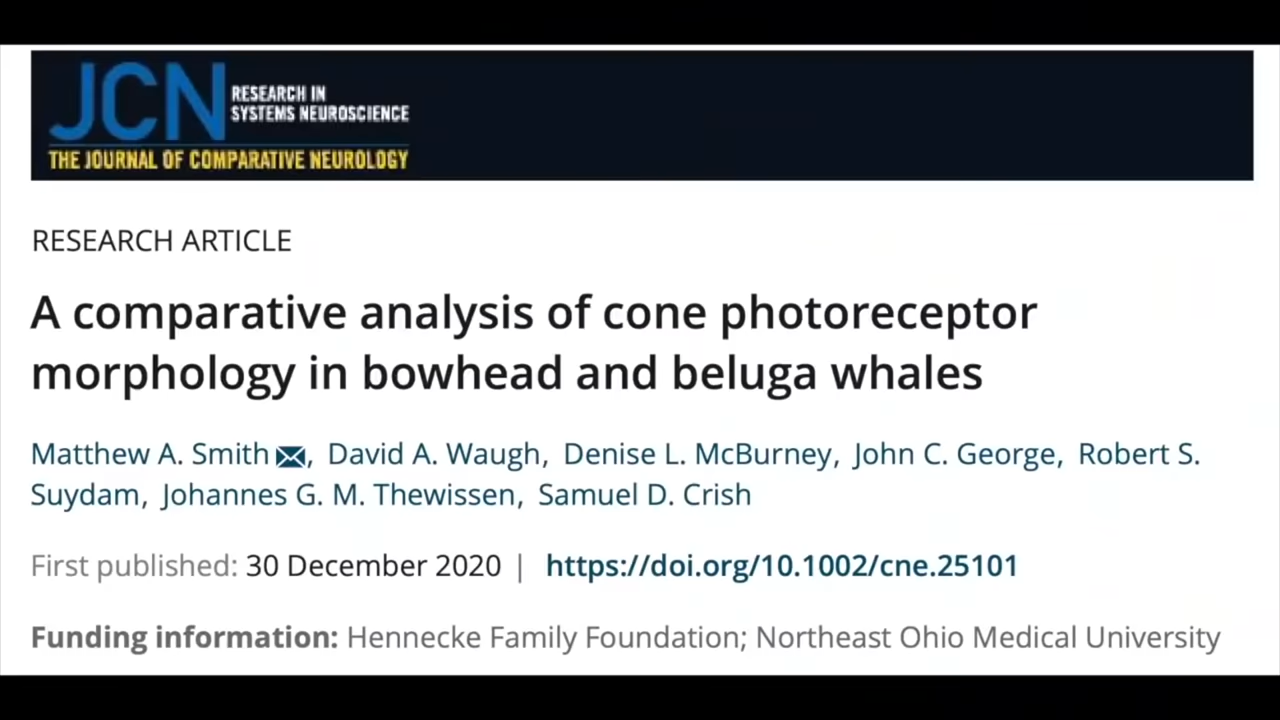 JCN RESEARCH IN
SYSTEMS NEUROSCIENCE
THE JOURNAL OF COMPARATIVE NEUROLOGY
RESEARCH ARTICLE
A comparative analysis of cone photoreceptor
morphology in bowhead and beluga whales
Matthew A. Smith, David A. Waugh, Denise L. McBurney, John C. George, Robert S.
Suydam, Johannes G. M. Thewissen, Samuel D. Crish
First published: 30 December 2020 | https://doi.org/10.1002/cne.25101
Funding information: Hennecke Family Foundation; Northeast Ohio Medical University